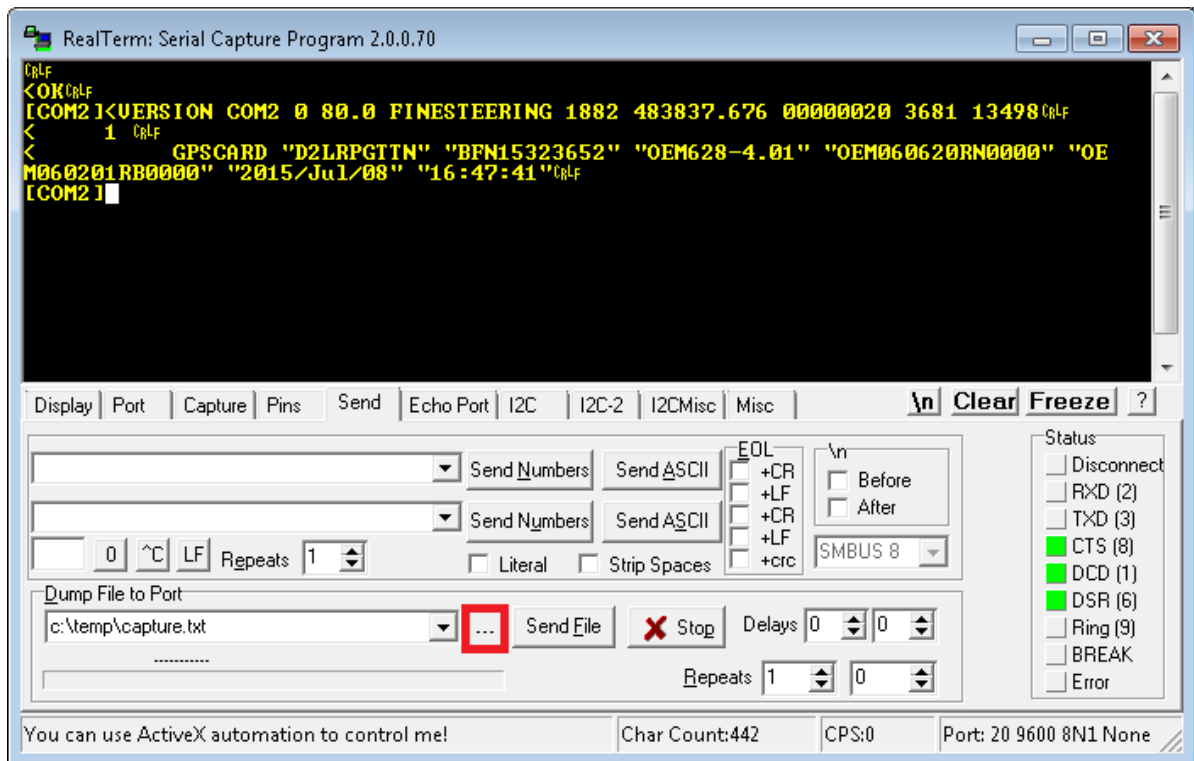 RealTerm: Serial Capture Program 2.0.0.70
CRLF
<OKCRLF
[COM2]<VERSION COM2 0 80.0 FINESTEERING 1882 483837.676 00000020 3681 13498CRLF
<     1 CRLF
<          GPSCARD "D2LRPGTTN" "BFN15323652" "OEM628-4.01" "OEM060620RN0000" "OE
M060201RB0000" "2015/Jul/08" "16:47:41"CRLF
[COM2]
Display Port Capture Pins Send Echo Port I2C I2C-2 I2CMisc Misc \n Clear Freeze ?
Send Numbers Send ASCII
EOL
+CR
+LF
+CR
+LF
+crc
\n
Before
After
SMBUS 8
Send Numbers Send ASCII
0 ^C LF Repeats 1 Literal Strip Spaces
Dump File to Port
c:\temp\capture.txt ... Send File Stop Delays 0 0
-----------
Repeats 1 0
Status
Disconnect
RXD (2)
TXD (3)
CTS (8)
DCD (1)
DSR (6)
Ring (9)
BREAK
Error
You can use ActiveX automation to control me! Char Count:442 CPS:0 Port: 20 9600 8N1 None